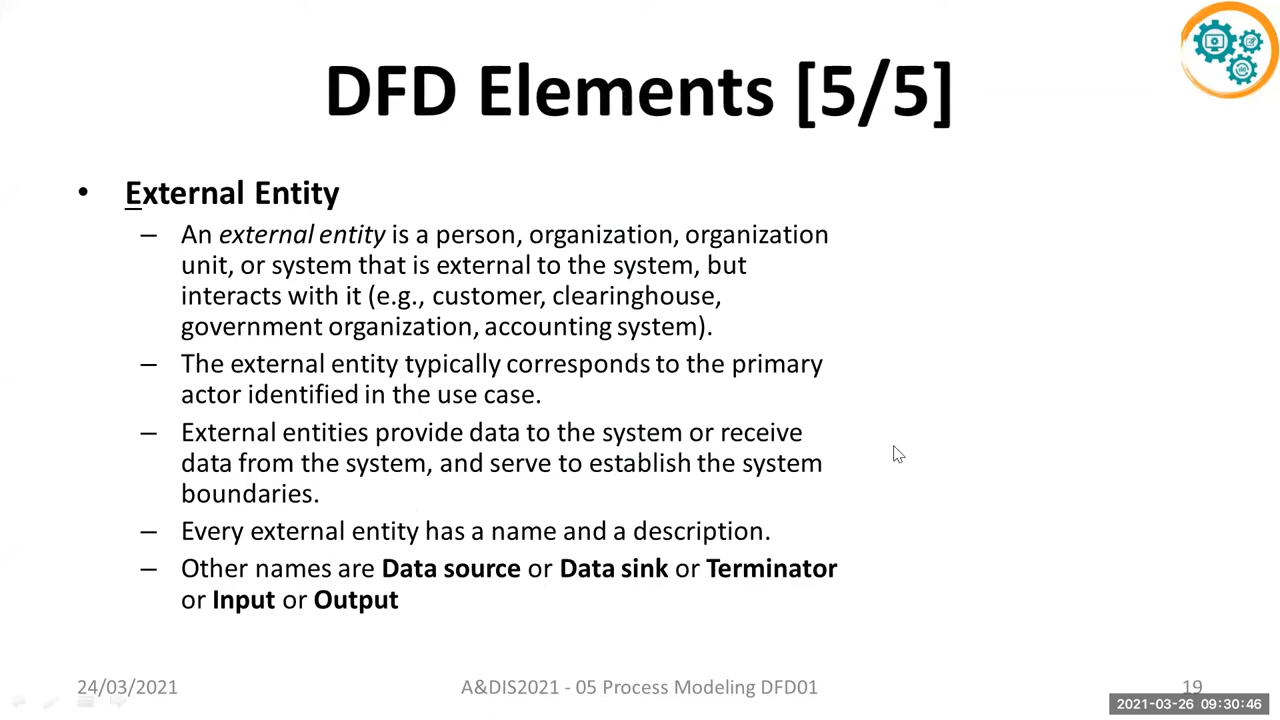 DFD Elements [5/5]
• External Entity
– An external entity is a person, organization, organization
unit, or system that is external to the system, but
interacts with it (e.g., customer, clearinghouse,
government organization, accounting system).
– The external entity typically corresponds to the primary
actor identified in the use case.
– External entities provide data to the system or receive
data from the system, and serve to establish the system
boundaries.
– Every external entity has a name and a description.
– Other names are Data source or Data sink or Terminator
or Input or Output
24/03/2021
A&DIS2021 - 05 Process Modeling DFD01
19
2021-03-26 09:30:46